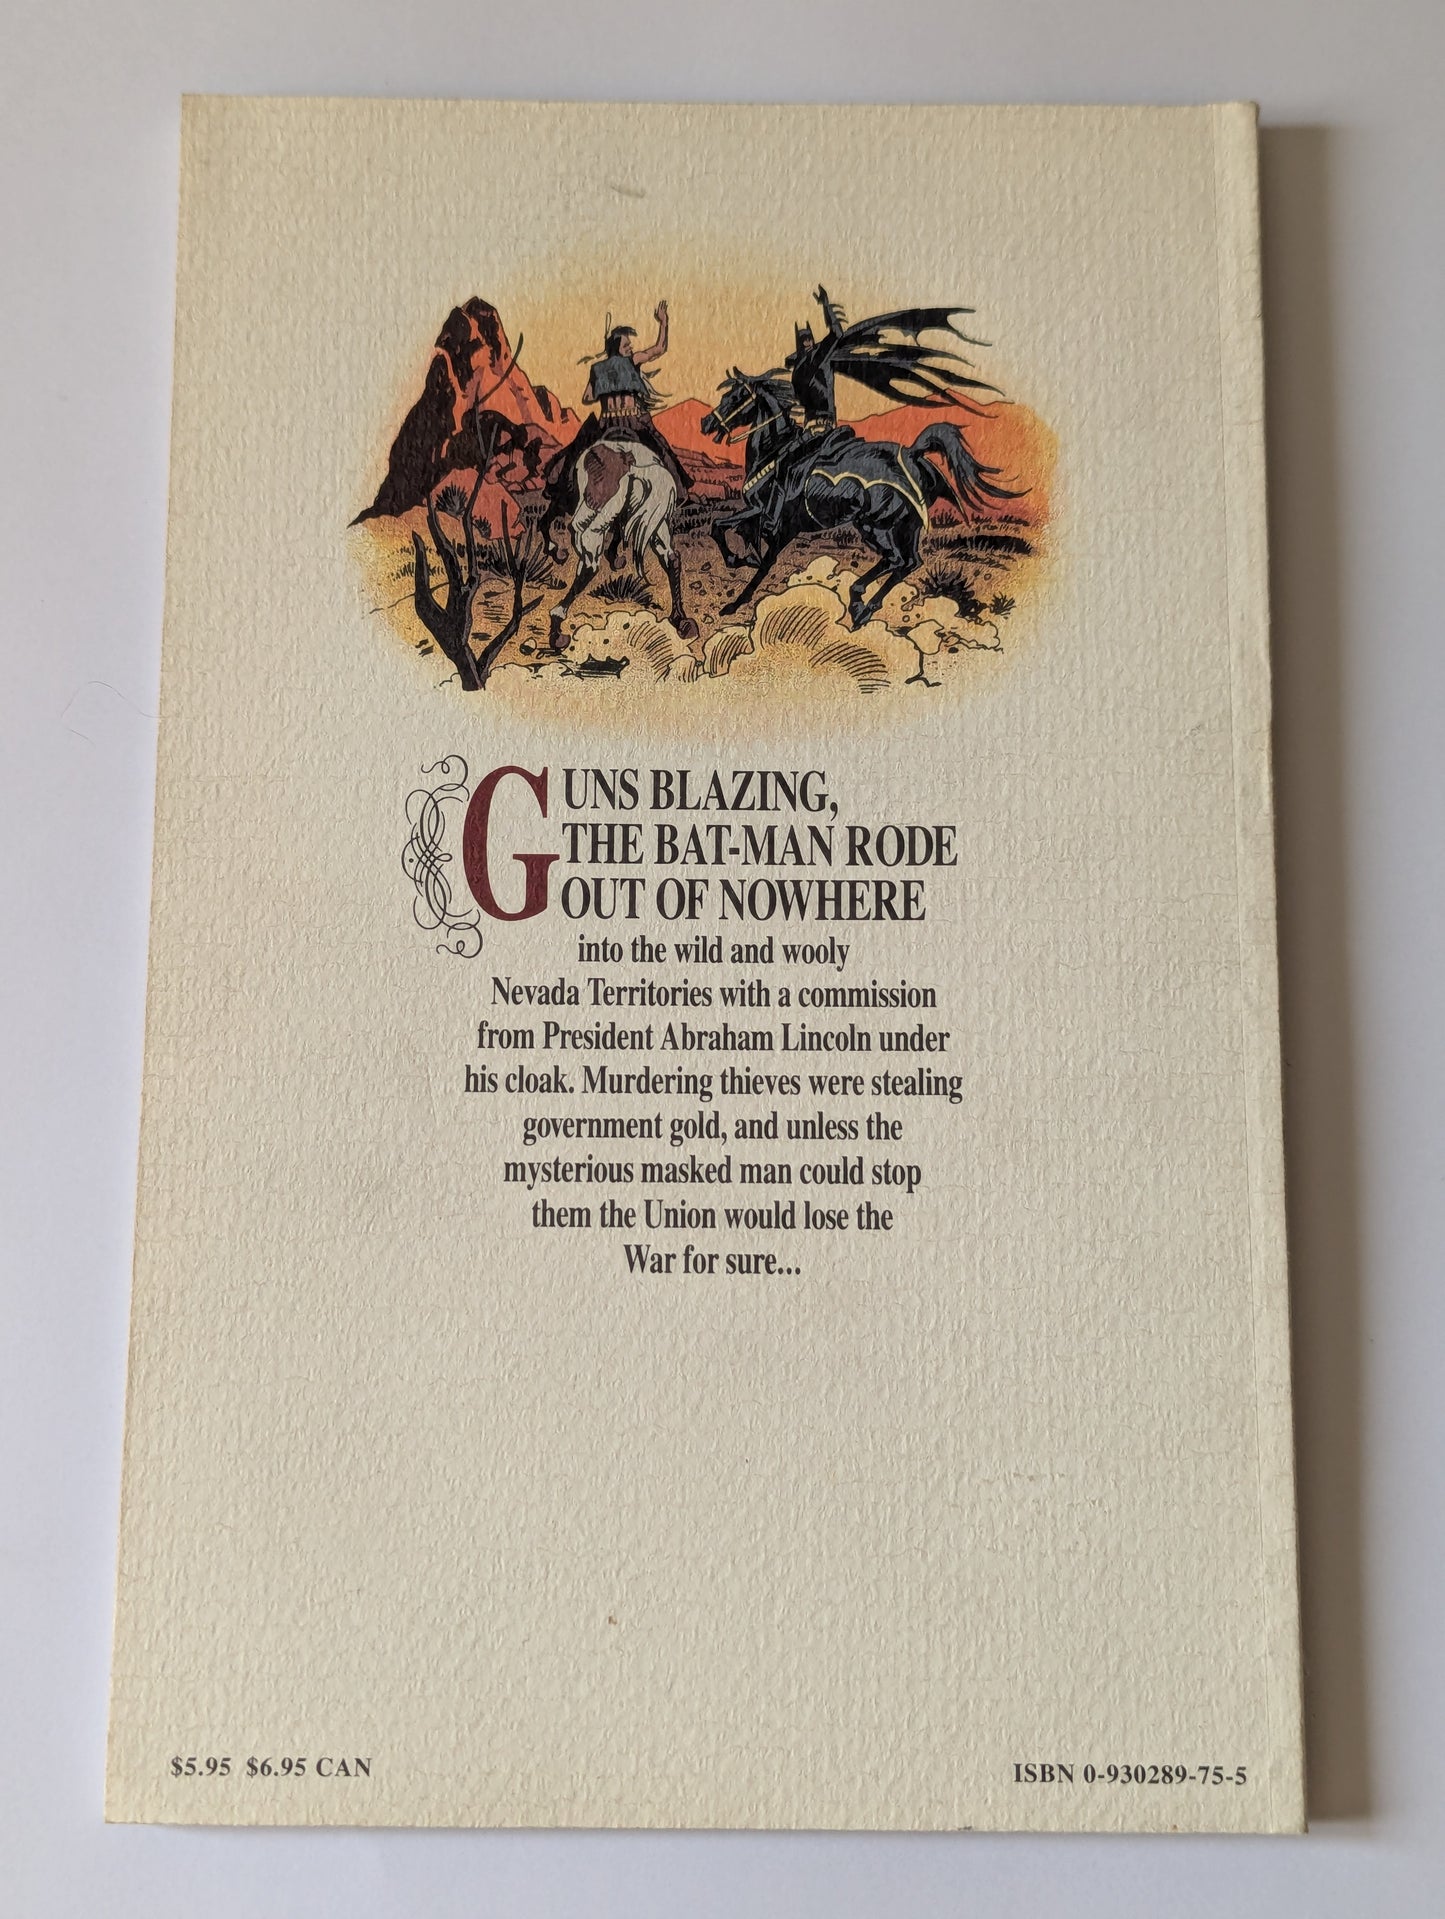 GUNS BLAZING,
THE BAT-MAN RODE
OUT OF NOWHERE
into the wild and wooly
Nevada Territories with a commission
from President Abraham Lincoln under
his cloak. Murdering thieves were stealing
government gold, and unless the
mysterious masked man could stop
them the Union would lose the
War for sure...
$5.95 $6.95 CAN
ISBN 0-930289-75-5